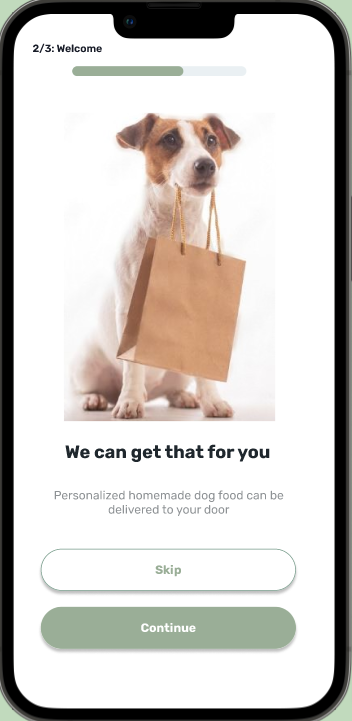 2/3: Welcome
We can get that for you
Personalized homemade dog food can be
delivered to your door
Skip
Continue